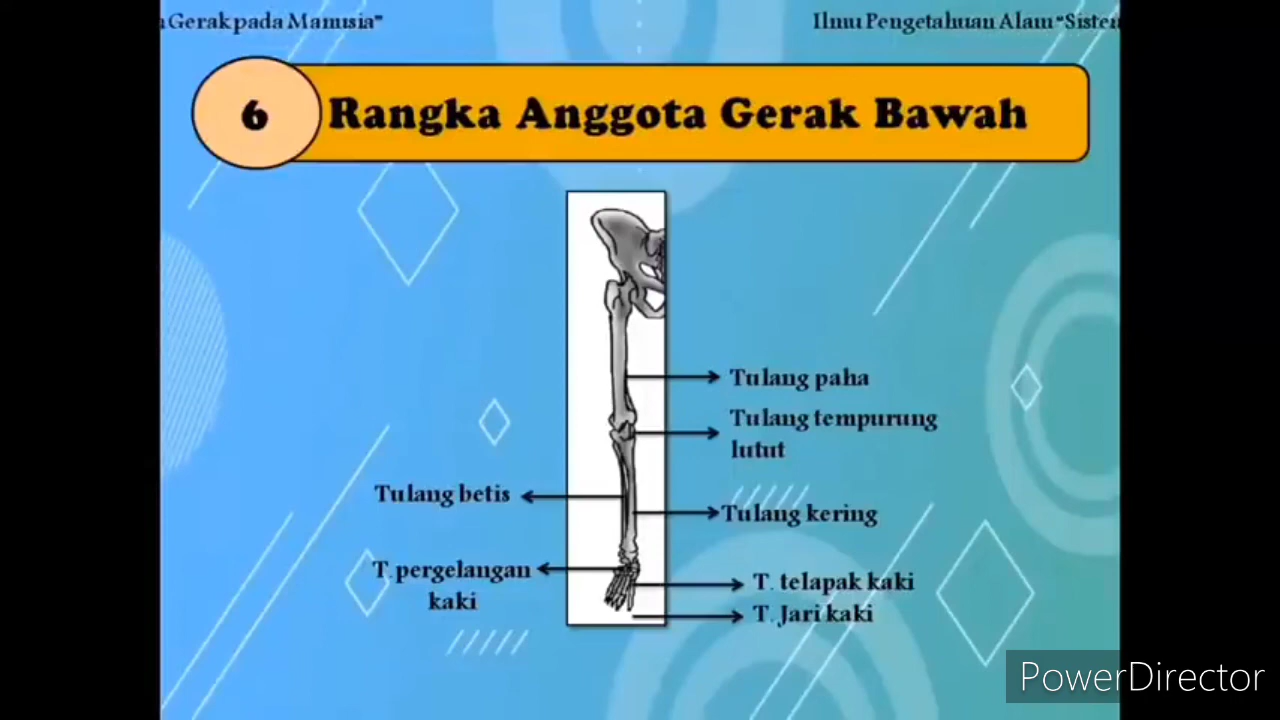 Gerak pada Manusia"
Ilmu Pengetahuan Alam "Sistem
6
Rangka Anggota Gerak Bawah
Tulang paha
Tulang tempurung
lutut
Tulang betis
Tulang kering
T. pergelangan
kaki
T. telapak kaki
T. Jari kaki
PowerDirector